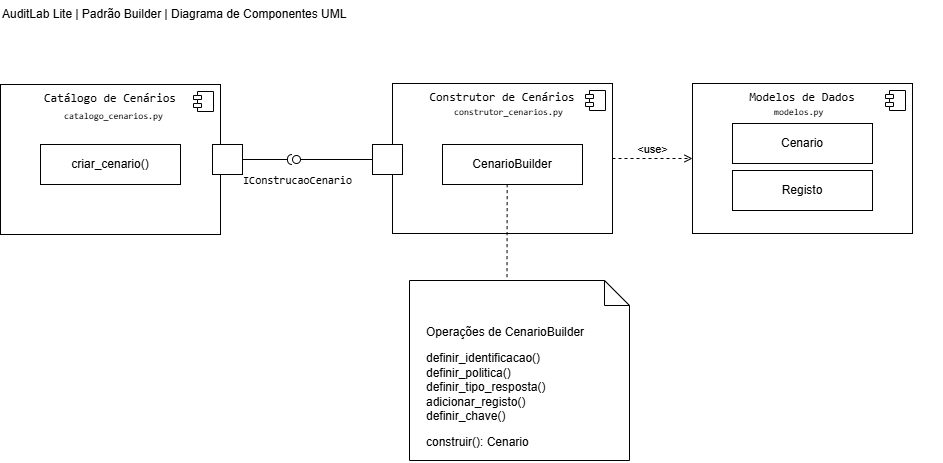 AuditLab Lite | Padrão Builder | Diagrama de Componentes UML
Catálogo de Cenários
catalogo_cenarios.py
criar_cenario()
IConstrucaoCenario
Construtor de Cenários
construtor_cenarios.py
CenarioBuilder
<use>
Modelos de Dados
modelos.py
Cenario
Registo
Operações de CenarioBuilder
definir_identificacao()
definir_politica()
definir_tipo_resposta()
adicionar_registo()
definir_chave()
construir(): Cenario